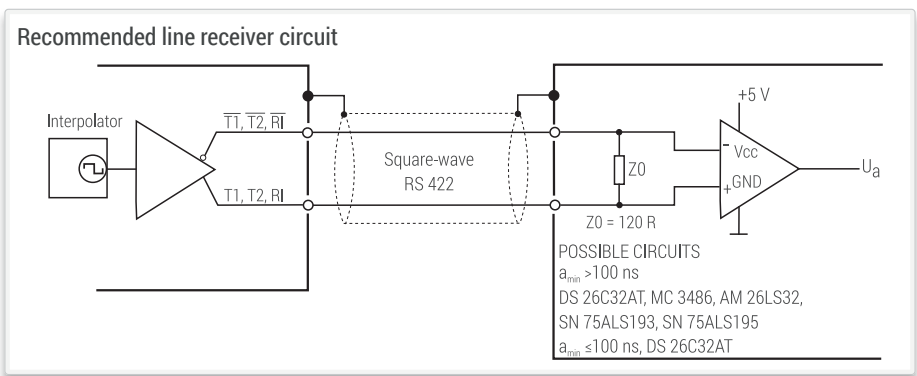 Recommended line receiver circuit
Interpolator
T1, T2, RI
T1, T2, RI
Square-wave
RS 422
+5 V
- Vcc
+ GND
Ua
Z0
Z0 = 120 R
POSSIBLE CIRCUITS
amin >100 ns
DS 26C32AT, MC 3486, AM 26LS32,
SN 75ALS193, SN 75ALS195
amin ≤100 ns, DS 26C32AT